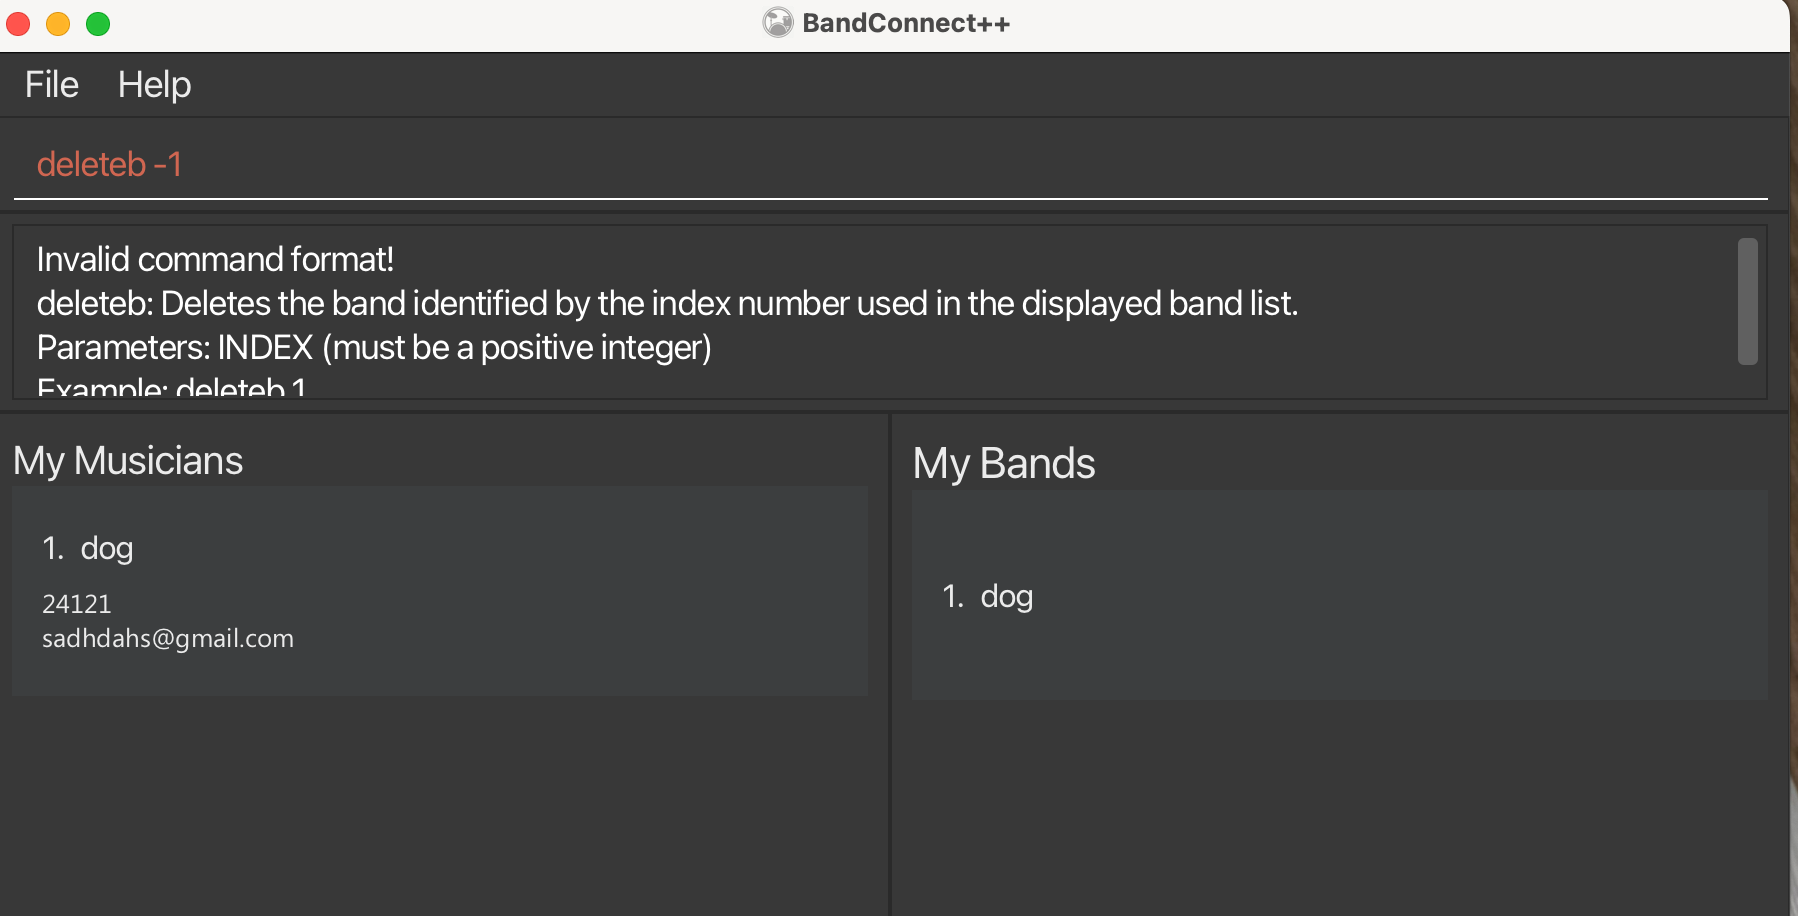 BandConnect++
File Help
deleteb -1
Invalid command format!
deleteb: Deletes the band identified by the index number used in the displayed band list.
Parameters: INDEX (must be a positive integer)
Example: deleteb 1
My Musicians
1. dog
24121
sadhdahs@gmail.com
My Bands
1. dog